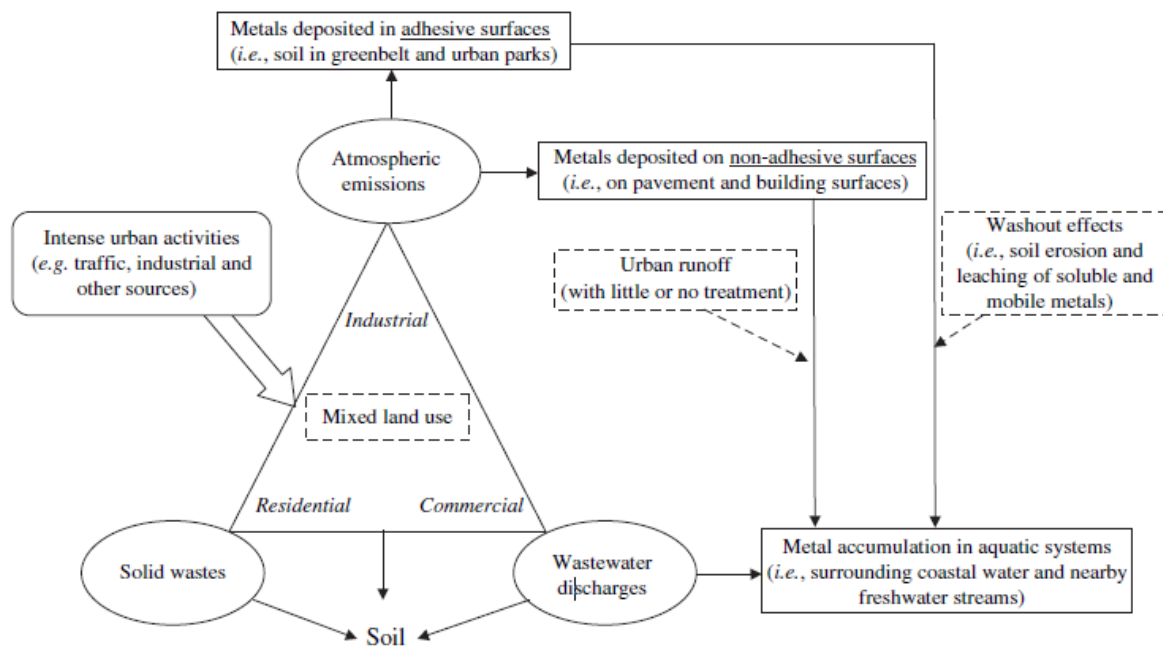 Metals deposited in adhesive surfaces
(i.e., soil in greenbelt and urban parks)
Atmospheric
emissions
Metals deposited on non-adhesive surfaces
(i.e., on pavement and building surfaces)
Intense urban activities
(e.g. traffic, industrial and
other sources)
Urban runoff
(with little or no treatment)
Washout effects
(i.e., soil erosion and
leaching of soluble and
mobile metals)
Industrial
Mixed land use
Residential
Commercial
Solid wastes
Wastewater
discharges
Metal accumulation in aquatic systems
(i.e., surrounding coastal water and nearby
freshwater streams)
Soil